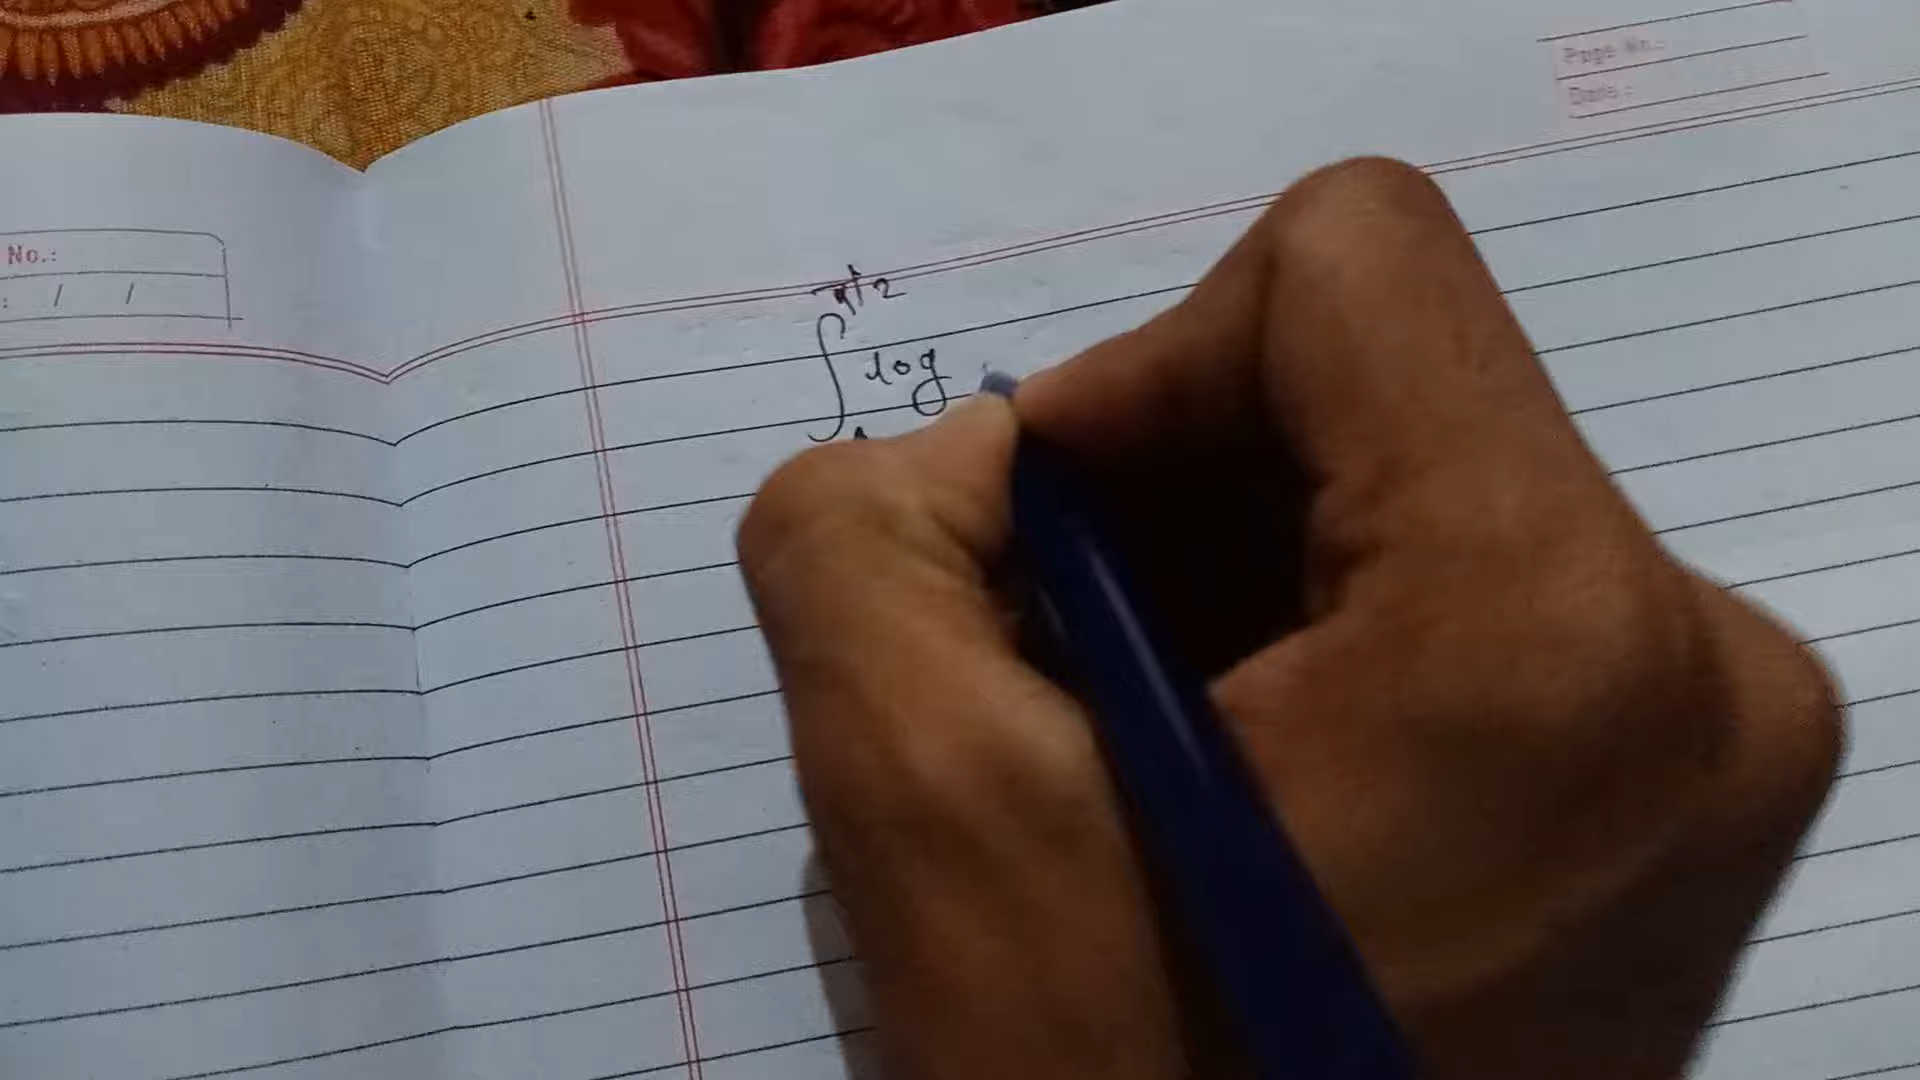 Page No.:
Date :
No.:
: / /
π/2
∫ log